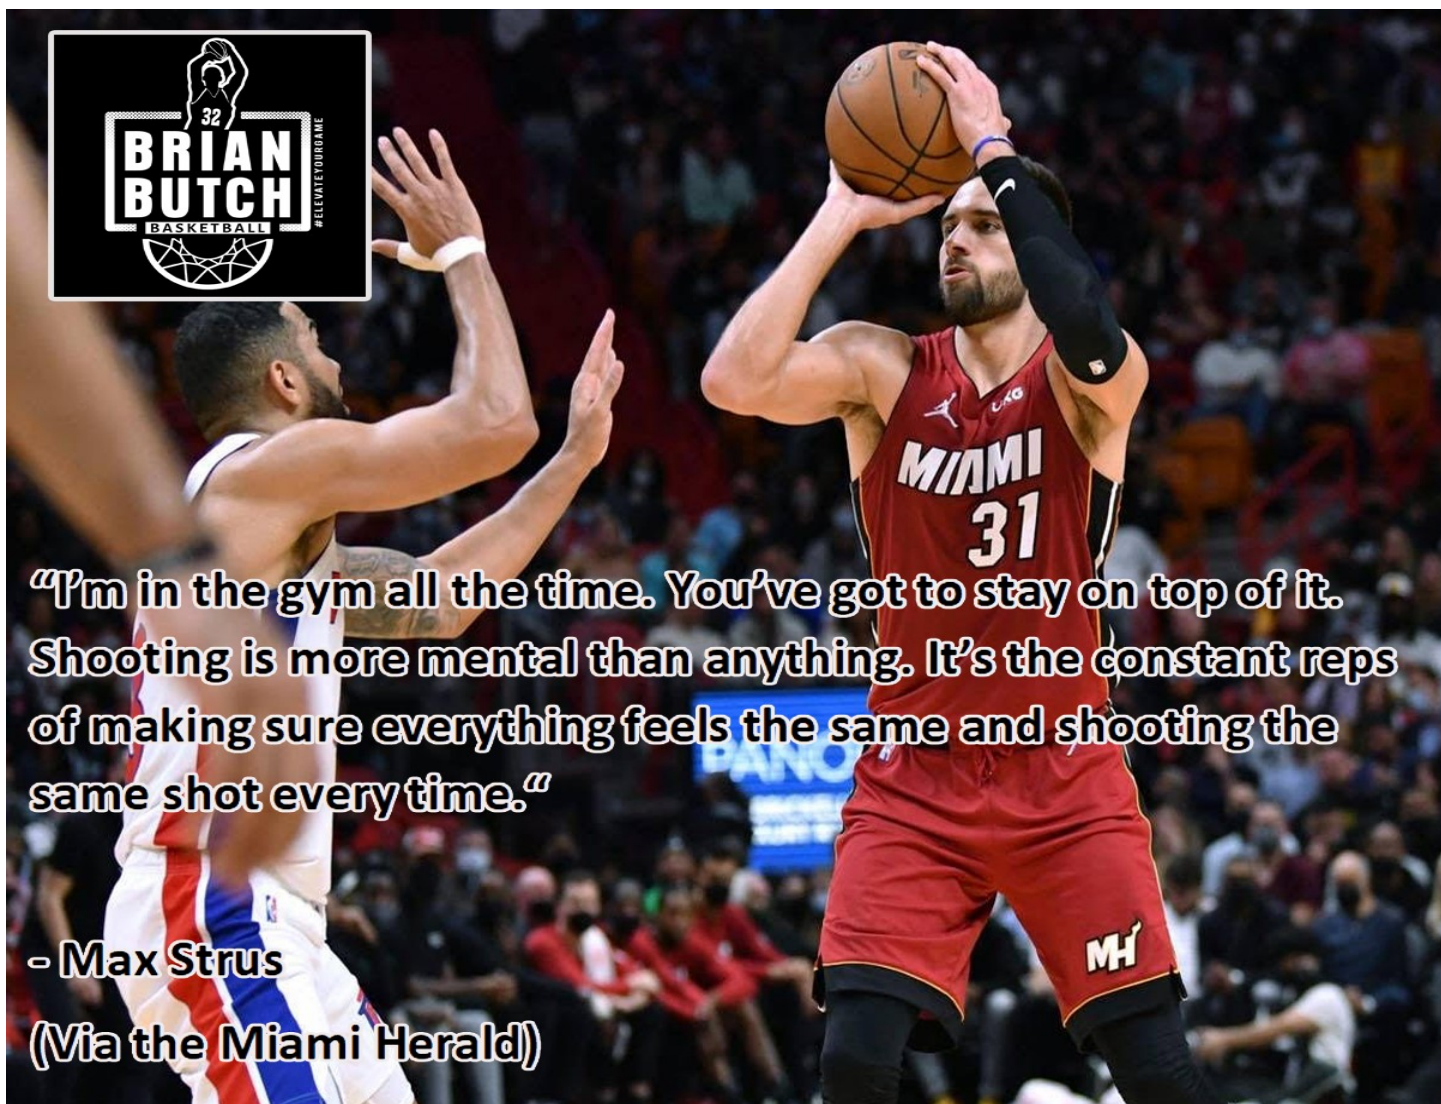 32
BRIAN
BUTCH
BASKETBALL
#ELEVATEYOURGAME
UKG
MIAMI
31
“I’m in the gym all the time. You’ve got to stay on top of it.
Shooting is more mental than anything. It’s the constant reps
of making sure everything feels the same and shooting the
same shot every time.“
- Max Strus
(Via the Miami Herald)
MH